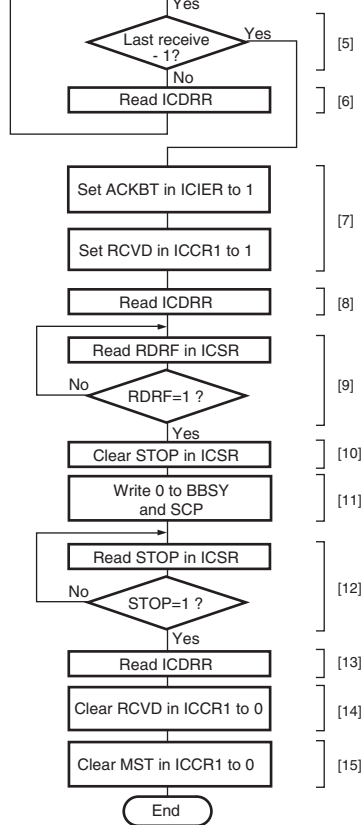 Yes
Last receive
- 1?
Yes
[5]
No
Read ICDRR
[6]
Set ACKBT in ICIER to 1
[7]
Set RCVD in ICCR1 to 1
Read ICDRR
[8]
Read RDRF in ICSR
No
RDRF=1 ?
[9]
Yes
Clear STOP in ICSR
[10]
Write 0 to BBSY
and SCP
[11]
Read STOP in ICSR
No
STOP=1 ?
[12]
Yes
Read ICDRR
[13]
Clear RCVD in ICCR1 to 0
[14]
Clear MST in ICCR1 to 0
[15]
End